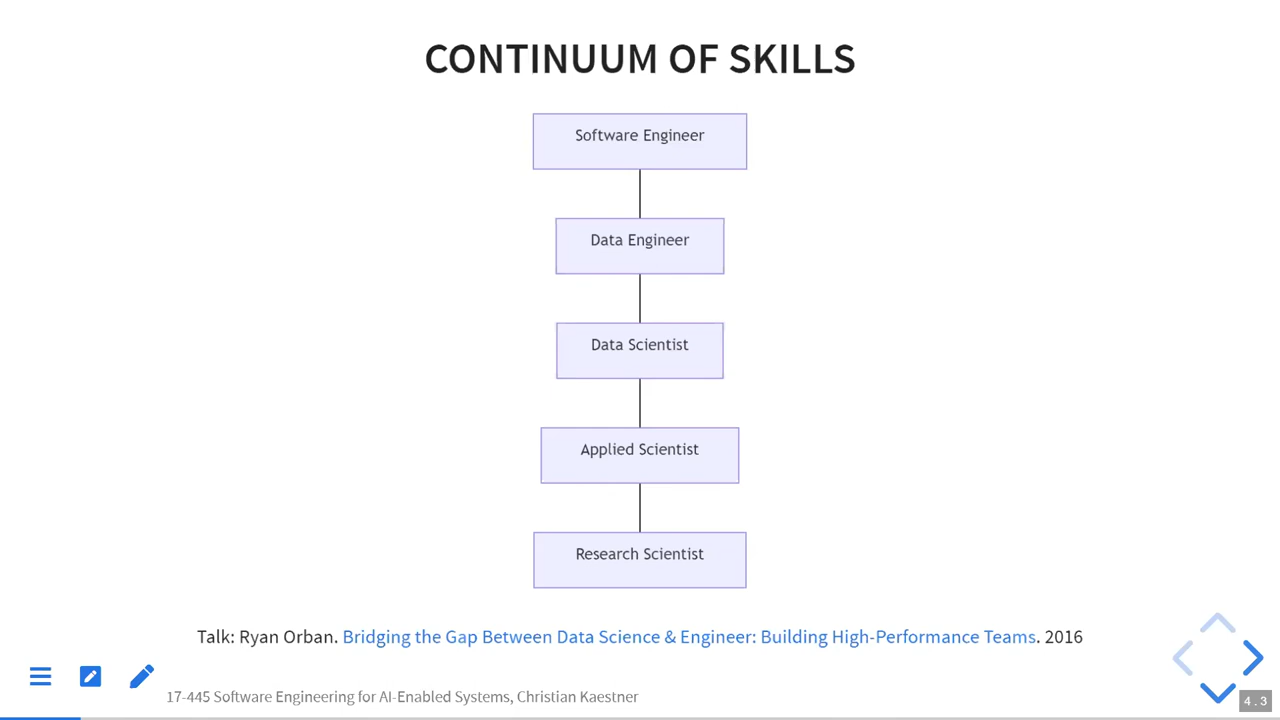 CONTINUUM OF SKILLS
Software Engineer
Data Engineer
Data Scientist
Applied Scientist
Research Scientist
Talk: Ryan Orban. Bridging the Gap Between Data Science & Engineer: Building High-Performance Teams. 2016
17-445 Software Engineering for AI-Enabled Systems, Christian Kaestner
4.3